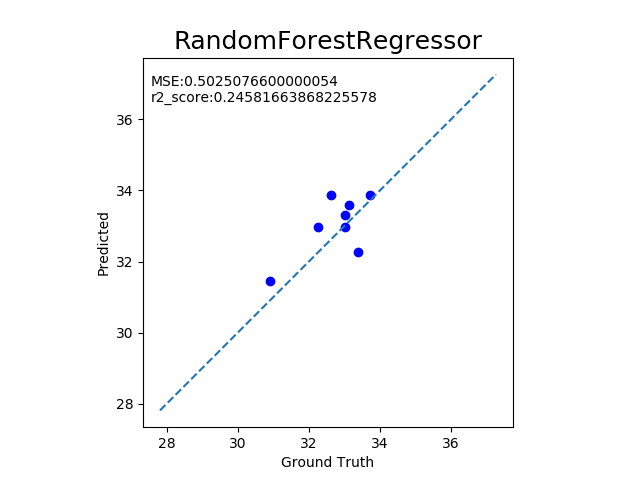 RandomForestRegressor
MSE:0.5025076600000054
r2_score:0.24581663868225578
36
34
32
30
28
Predicted
28 30 32 34 36
Ground Truth